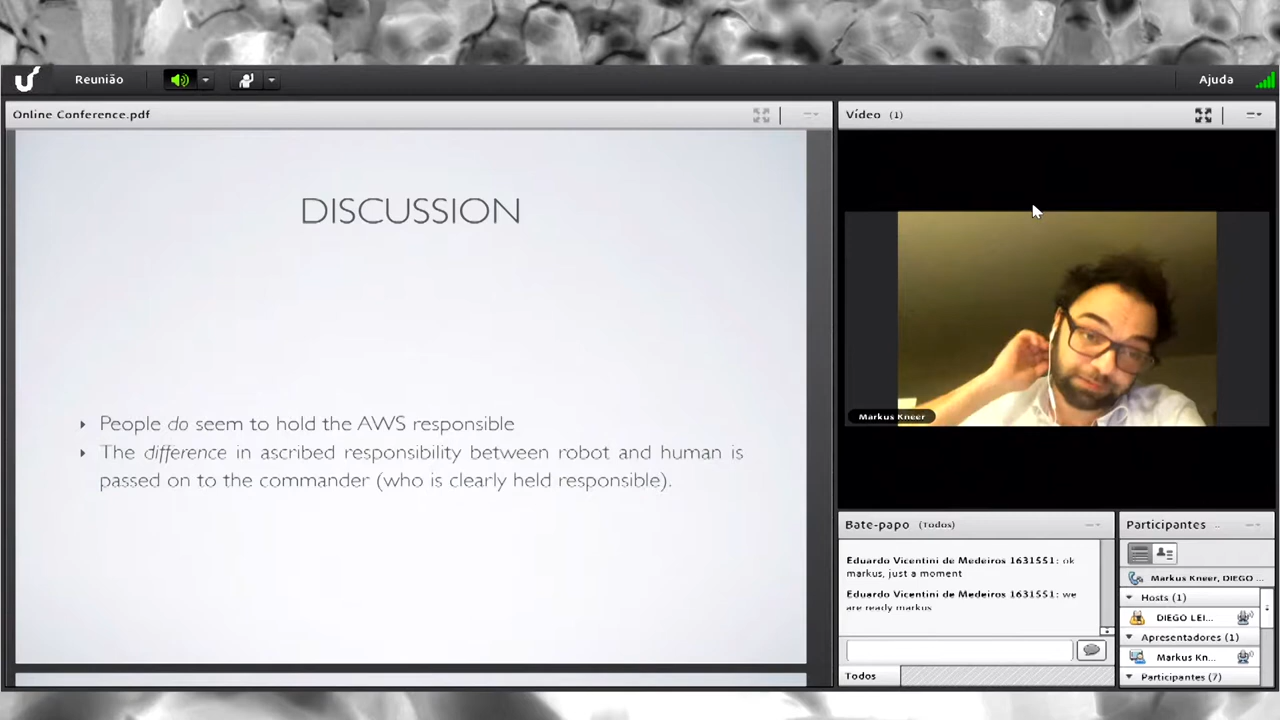 Reunião
Ajuda
Online Conference.pdf
DISCUSSION
People do seem to hold the AWS responsible
The difference in ascribed responsibility between robot and human is
passed on to the commander (who is clearly held responsible).
Vídeo (1)
Markus Kneer
Bate-papo (Todos)
Eduardo Vicentini de Medeiros 1631551: ok
markus, just a moment
Eduardo Vicentini de Medeiros 1631551: we
are ready markus
Todos
Participantes ...
Markus Kneer, DIEGO ...
Hosts (1)
DIEGO LEI...
Apresentadores (1)
Markus Kn...
Participantes (7)